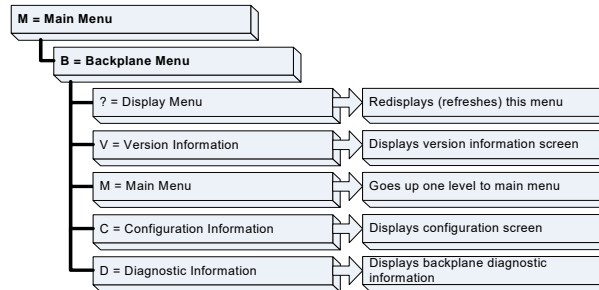 M = Main Menu
B = Backplane Menu
? = Display Menu
Redisplays (refreshes) this menu
V = Version Information
Displays version information screen
M = Main Menu
Goes up one level to main menu
C = Configuration Information
Displays configuration screen
D = Diagnostic Information
Displays backplane diagnostic
information